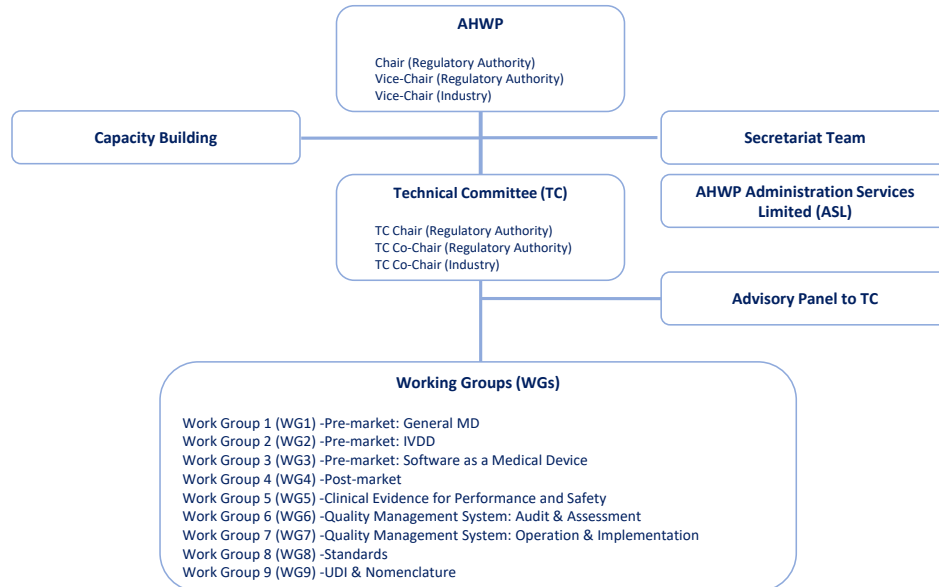 AHWP
Chair (Regulatory Authority)
Vice-Chair (Regulatory Authority)
Vice-Chair (Industry)
Capacity Building
Secretariat Team
Technical Committee (TC)
TC Chair (Regulatory Authority)
TC Co-Chair (Regulatory Authority)
TC Co-Chair (Industry)
AHWP Administration Services
Limited (ASL)
Advisory Panel to TC
Working Groups (WGs)
Work Group 1 (WG1) -Pre-market: General MD
Work Group 2 (WG2) -Pre-market: IVDD
Work Group 3 (WG3) -Pre-market: Software as a Medical Device
Work Group 4 (WG4) -Post-market
Work Group 5 (WG5) -Clinical Evidence for Performance and Safety
Work Group 6 (WG6) -Quality Management System: Audit & Assessment
Work Group 7 (WG7) -Quality Management System: Operation & Implementation
Work Group 8 (WG8) -Standards
Work Group 9 (WG9) -UDI & Nomenclature